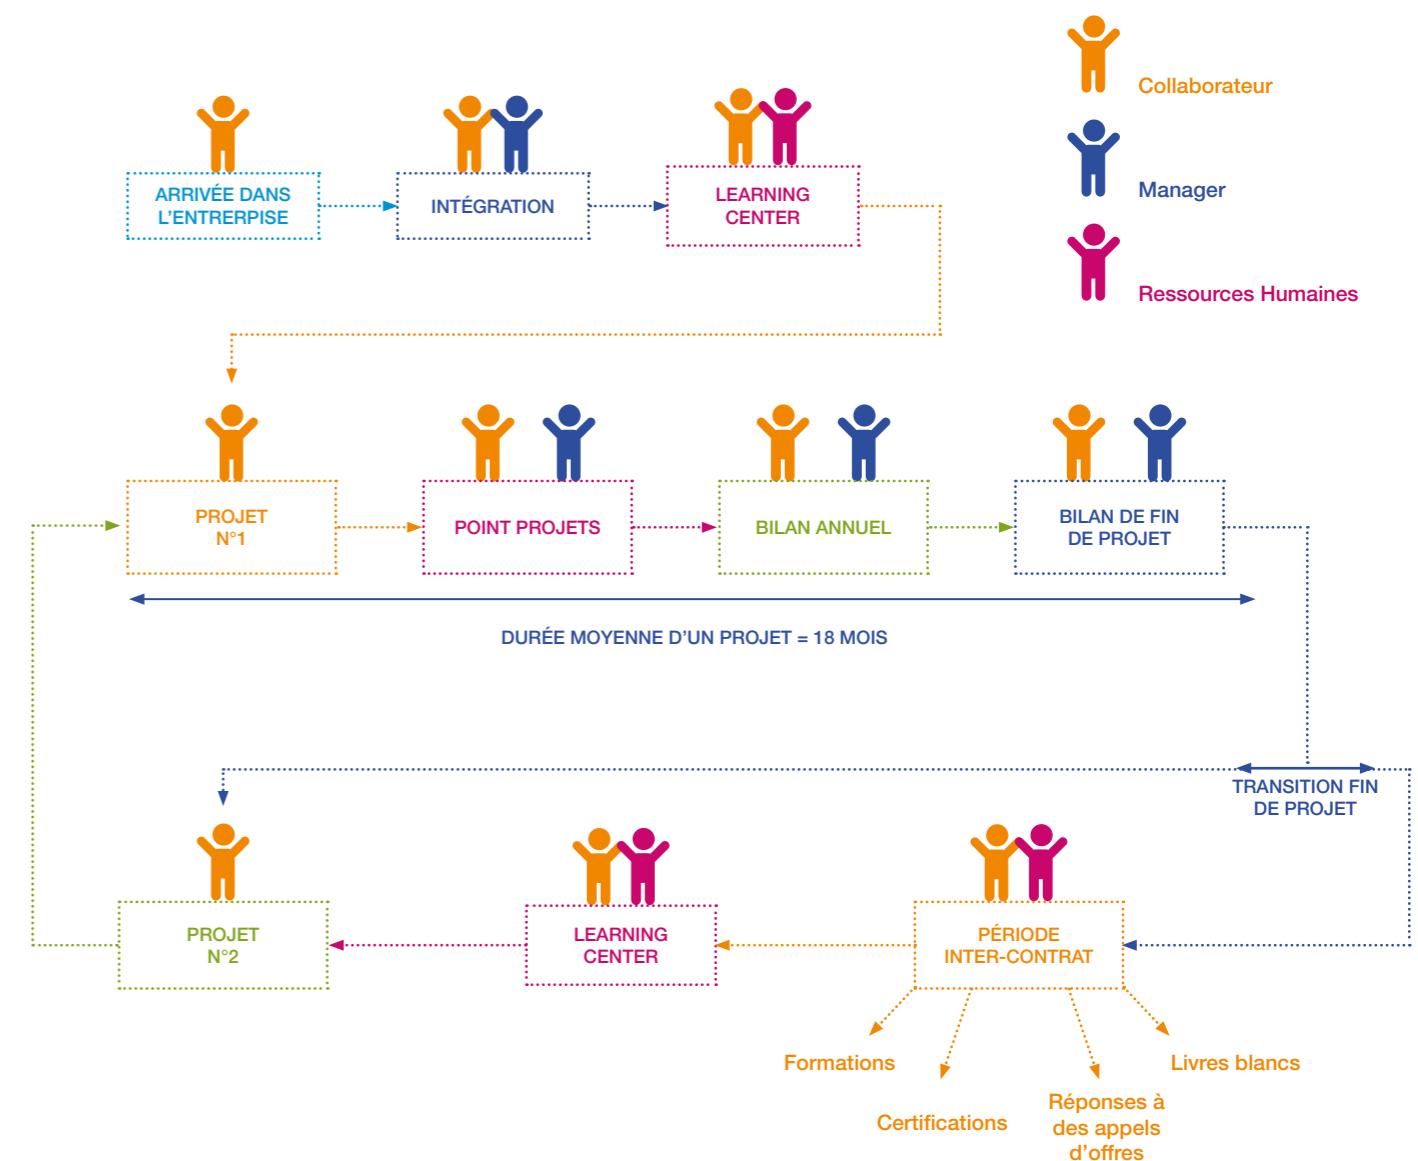 Collaborateur
Manager
Ressources Humaines
ARRIVÉE DANS
L'ENTRERPISE
INTÉGRATION
LEARNING
CENTER
PROJET
N°1
POINT PROJETS
BILAN ANNUEL
BILAN DE FIN
DE PROJET
DURÉE MOYENNE D'UN PROJET = 18 MOIS
TRANSITION FIN
DE PROJET
PROJET
N°2
LEARNING
CENTER
PÉRIODE
INTER-CONTRAT
Formations
Certifications
Réponses à
des appels
d'offres
Livres blancs